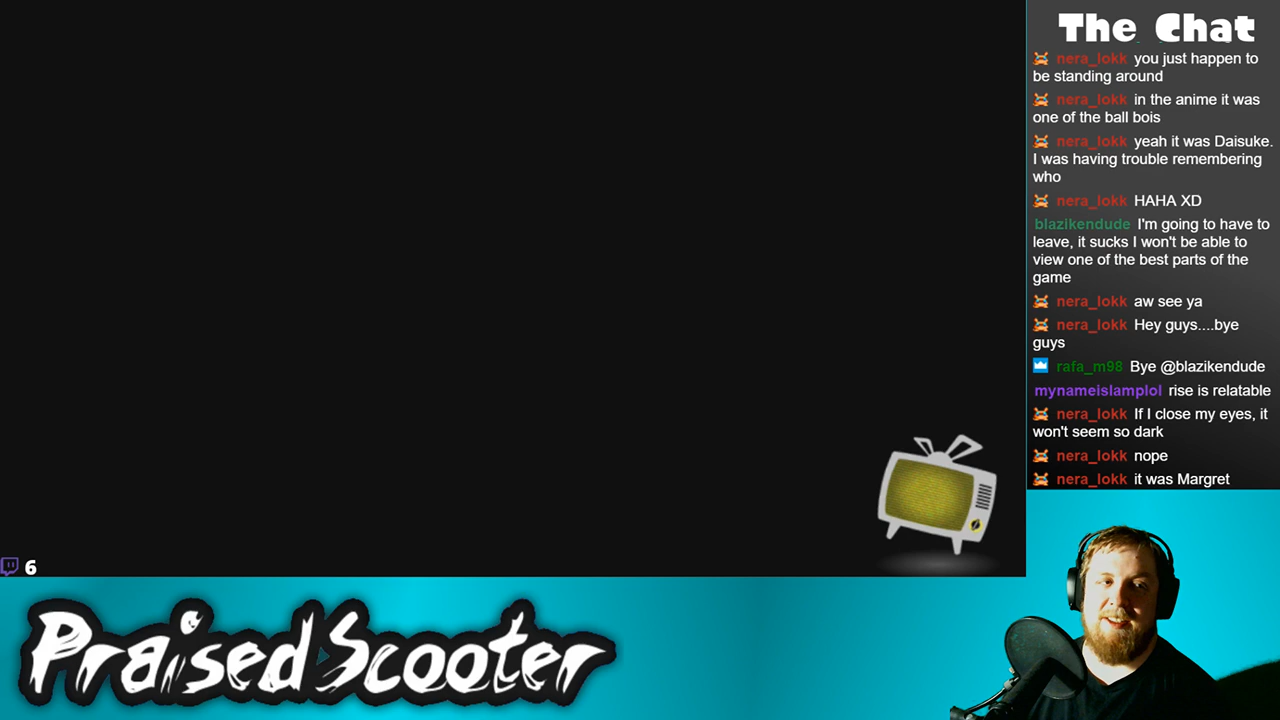 The Chat
nera_lokk you just happen to
be standing around
nera_lokk in the anime it was
one of the ball bois
nera_lokk yeah it was Daisuke.
I was having trouble remembering
who
nera_lokk HAHA XD
blazikendude I'm going to have to
leave, it sucks I won't be able to
view one of the best parts of the
game
nera_lokk aw see ya
nera_lokk Hey guys....bye
guys
rafa_m98 Bye @blazikendude
mynameislamplol rise is relatable
nera_lokk If I close my eyes, it
won't seem so dark
nera_lokk nope
nera_lokk it was Margret
6
PraisedScooter